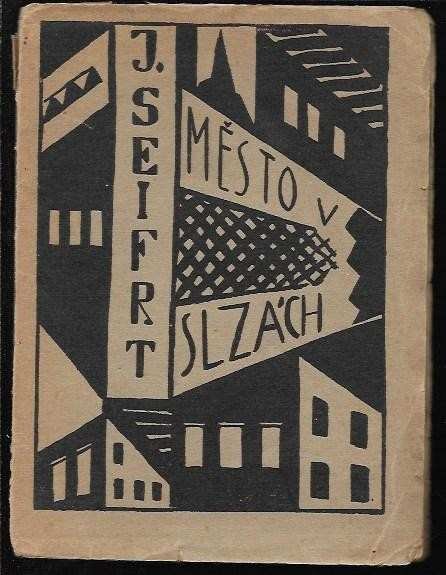 J. SEIFRT
MĚSTO V
SLZÁCH